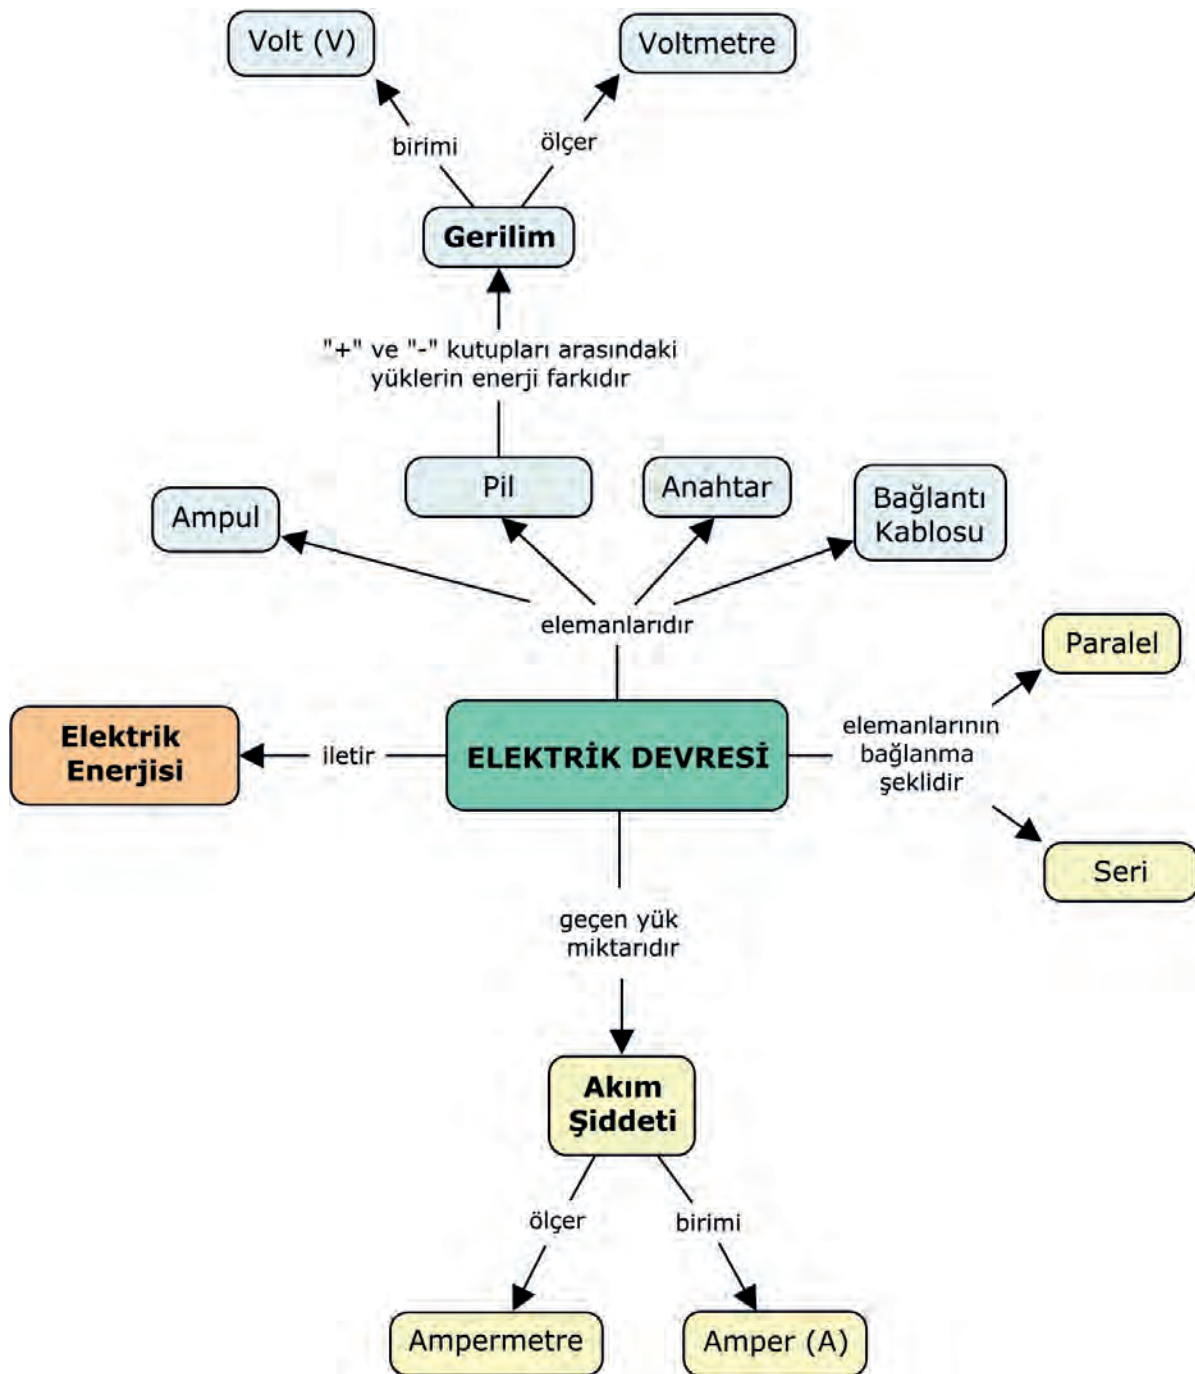 Volt (V)
Voltmetre
birimi
ölçer
Gerilim
"+" ve "-" kutupları arasındaki
yüklerin enerji farkıdır
Ampul
Pil
Anahtar
Bağlantı
Kablosu
elemanlarıdır
Paralel
Elektrik
Enerjisi
iletir
ELEKTRİK DEVRESİ
elemanlarının
bağlanma
şeklidir
Seri
geçen yük
miktarıdır
Akım
Şiddeti
ölçer
birimi
Ampermetre
Amper (A)